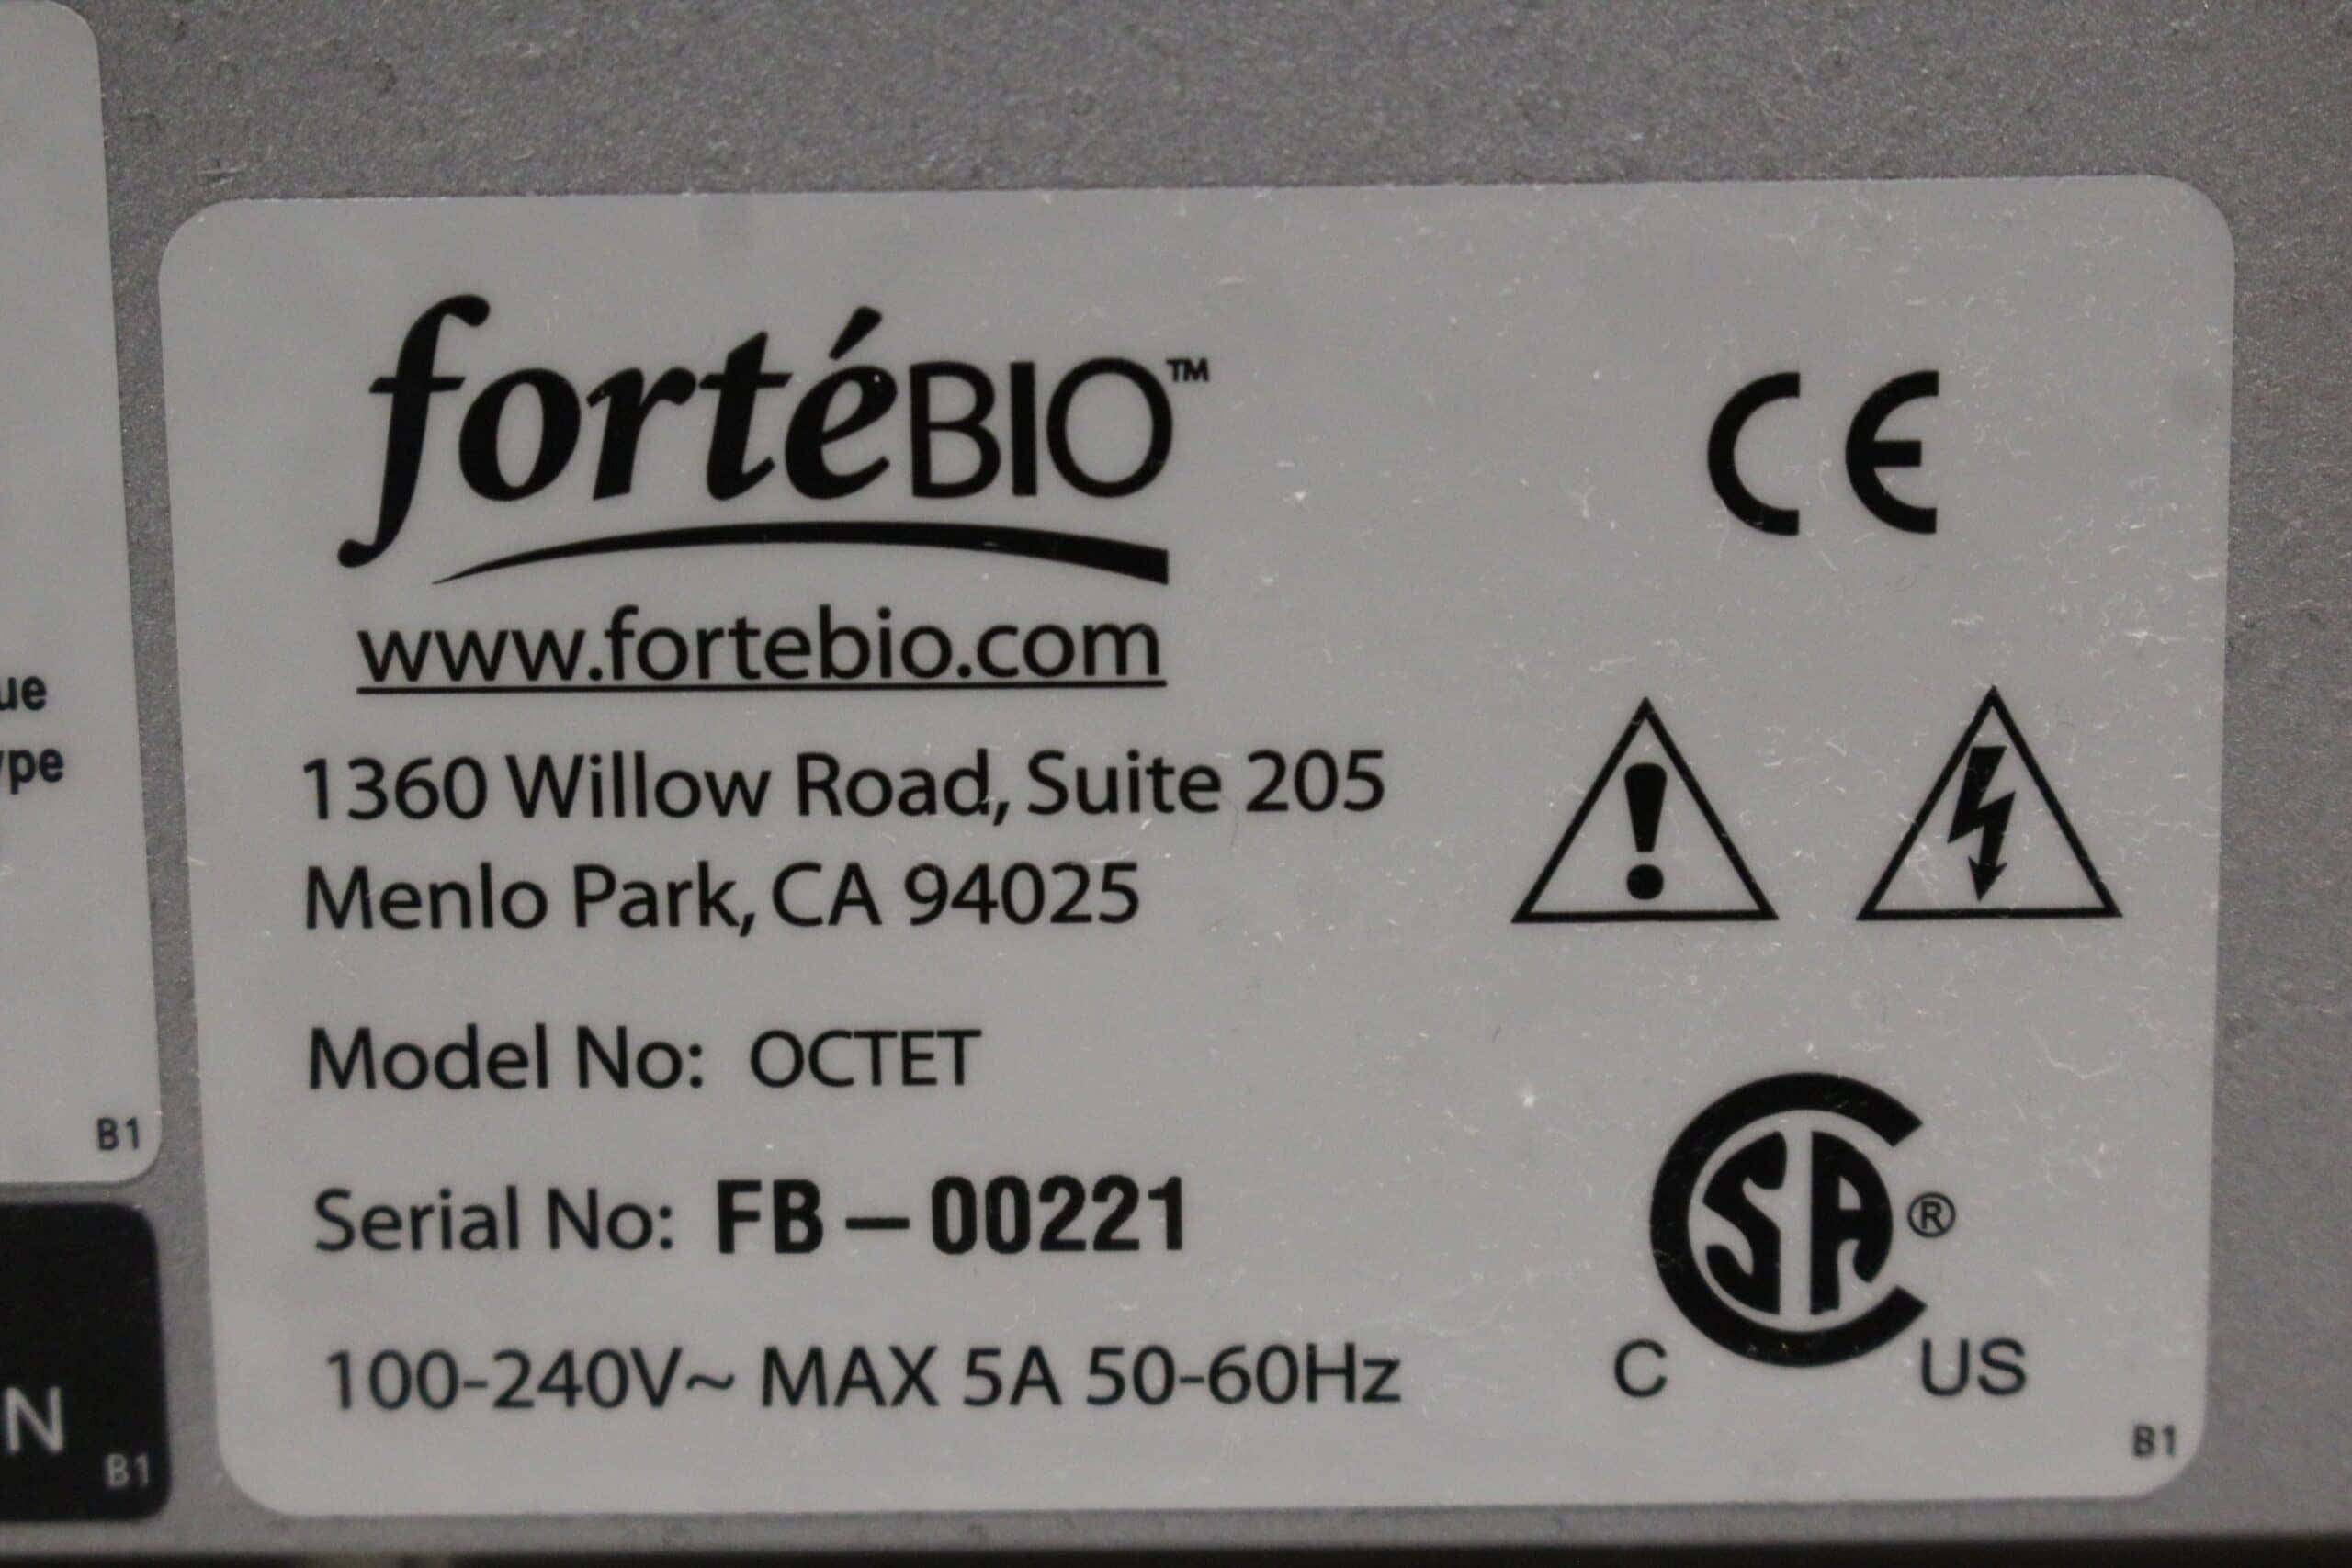 fortéBIO™
www.fortebio.com
1360 Willow Road, Suite 205
Menlo Park, CA 94025
Model No: OCTET
Serial No: FB – 00221
100-240V~ MAX 5A 50-60Hz
CE
!
CSA®
C US
B1
ue
ype
B1
N
B1